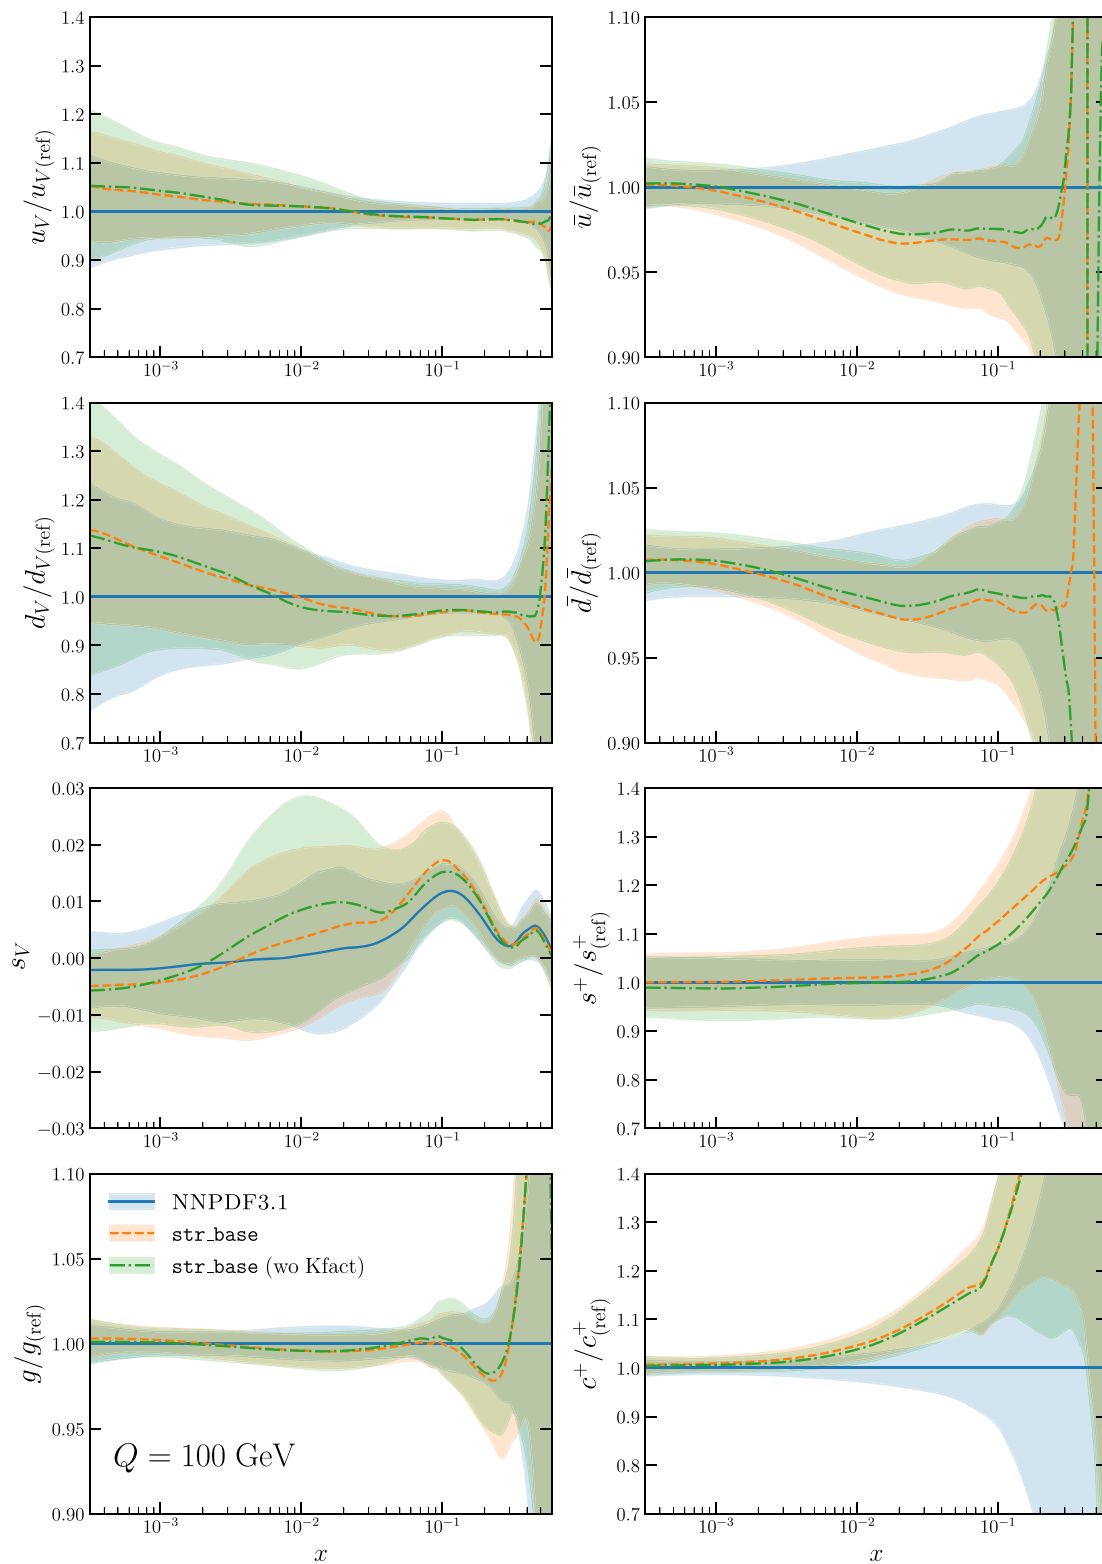 1.4
1.3
1.2
1.1
1.0
0.9
0.8
0.7
u_V/u_V(ref)
10⁻³ 10⁻² 10⁻¹
1.10
1.05
1.00
0.95
0.90
ū/ū(ref)
10⁻³ 10⁻² 10⁻¹
1.4
1.3
1.2
1.1
1.0
0.9
0.8
0.7
d_V/d_V(ref)
10⁻³ 10⁻² 10⁻¹
1.10
1.05
1.00
0.95
0.90
d̄/d̄(ref)
10⁻³ 10⁻² 10⁻¹
0.03
0.02
0.01
0.00
−0.01
−0.02
−0.03
s_V
10⁻³ 10⁻² 10⁻¹
1.4
1.3
1.2
1.1
1.0
0.9
0.8
0.7
s⁺/s⁺(ref)
10⁻³ 10⁻² 10⁻¹
1.10
1.05
1.00
0.95
0.90
g/g(ref)
NNPDF3.1
str_base
str_base (wo Kfact)
Q = 100 GeV
10⁻³ 10⁻² 10⁻¹
x
1.4
1.3
1.2
1.1
1.0
0.9
0.8
0.7
c⁺/c⁺(ref)
10⁻³ 10⁻² 10⁻¹
x